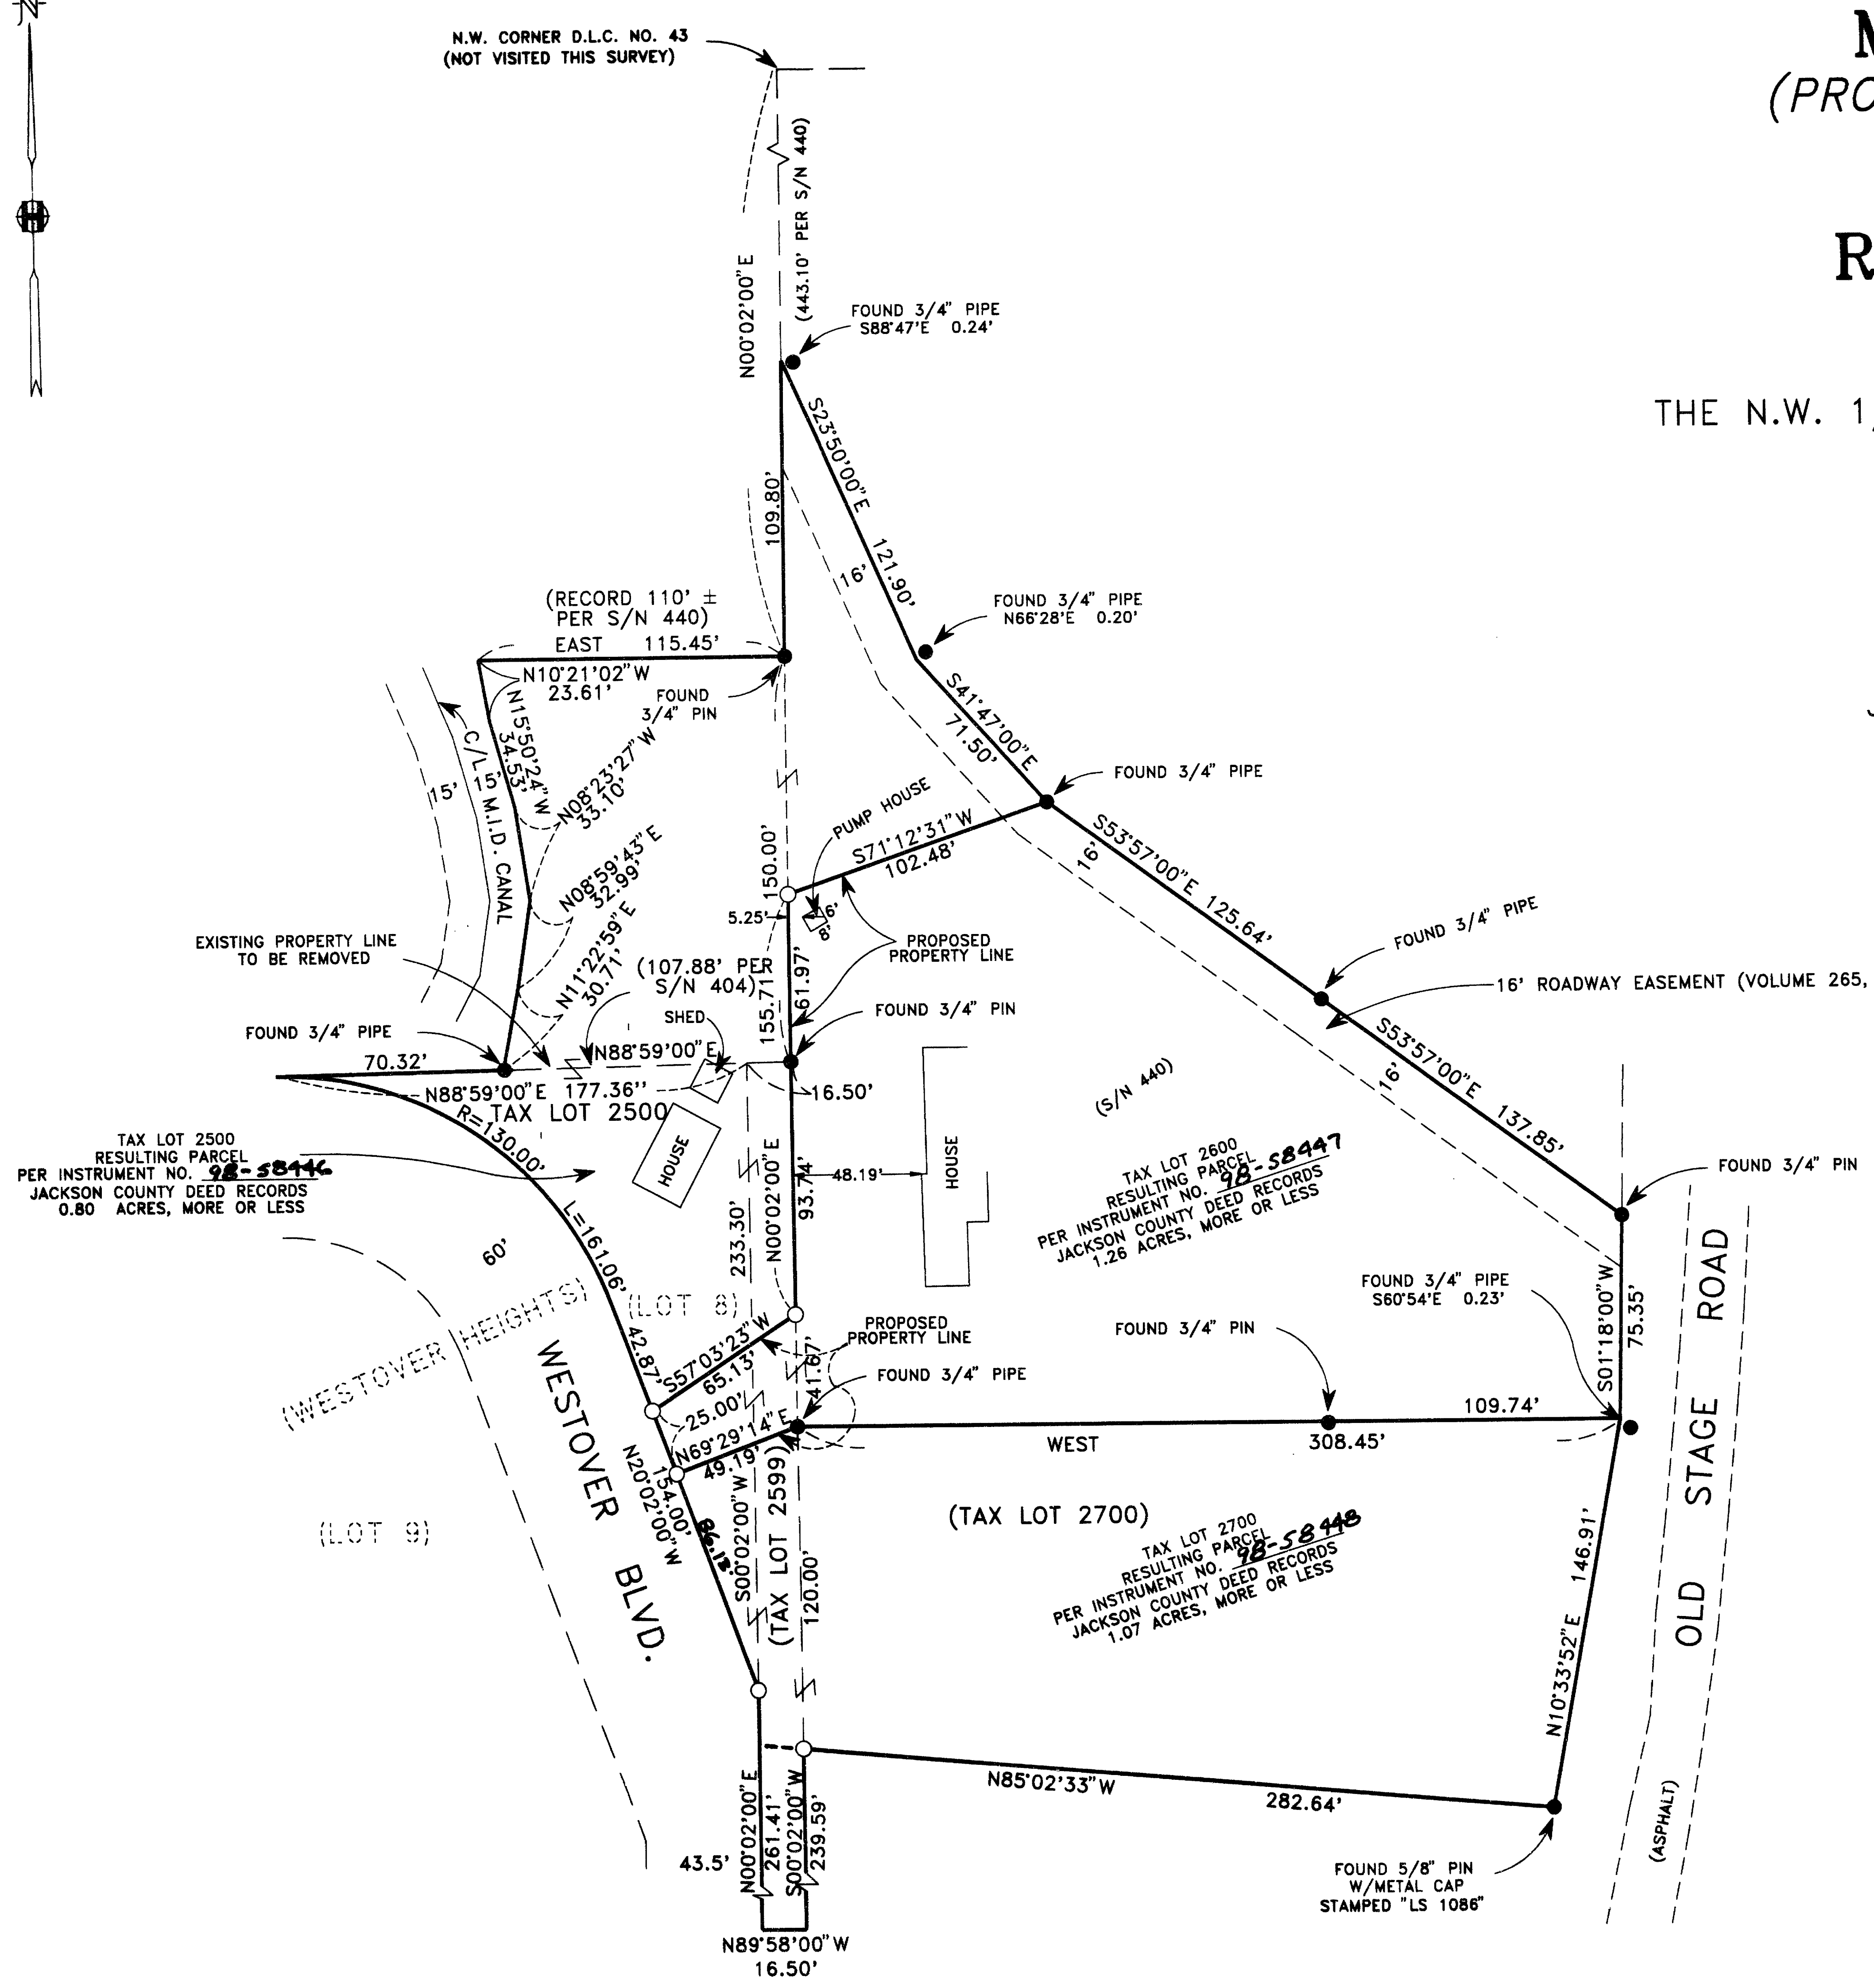 N
N.W. CORNER D.L.C. NO. 43
(NOT VISITED THIS SURVEY)
M
(PRO
H
N00°02'00"E
(443.10' PER S/N 440)
R
FOUND 3/4" PIPE
S88°47'E 0.24'
THE N.W. 1/
S23°50'00"E 121.90'
109.80'
16'
(RECORD 110' ±
PER S/N 440)
EAST 115.45'
FOUND 3/4" PIPE
N66°28'E 0.20'
N10°21'02"W
23.61'
FOUND
3/4" PIN
S41°47'00"E
71.50'
N15°50'24"W
34.53'
C/L M.I.D. CANAL
15'
15'
N08°23'27"W
33.10'
FOUND 3/4" PIPE
PUMP HOUSE
S71°12'31"W
102.48'
S53°57'00"E 125.64'
16'
N08°59'43"E
32.99'
150.00'
5.25'
6'
8'
N11°22'59"E
30.71'
EXISTING PROPERTY LINE
TO BE REMOVED
(107.88' PER
S/N 404)
155.71'
61.97'
PROPOSED
PROPERTY LINE
FOUND 3/4" PIPE
16' ROADWAY EASEMENT (VOLUME 265,
FOUND 3/4" PIPE
SHED
FOUND 3/4" PIN
S53°57'00"E 137.85'
16'
70.32'
N88°59'00"E
N88°59'00"E 177.36"
16.50'
(S/N 440)
TAX LOT 2500
R=130.00'
TAX LOT 2500
RESULTING PARCEL
PER INSTRUMENT NO. 98-58446
JACKSON COUNTY DEED RECORDS
0.80 ACRES, MORE OR LESS
HOUSE
N00°02'00"E
93.74'
48.19'
HOUSE
TAX LOT 2600
RESULTING PARCEL
PER INSTRUMENT NO. 98-58447
JACKSON COUNTY DEED RECORDS
1.26 ACRES, MORE OR LESS
FOUND 3/4" PIN
L=161.06'
60'
233.30'
(WESTOVER HEIGHTS)
(LOT 8)
FOUND 3/4" PIPE
S60°54'E 0.23'
S01°18'00"W
75.35'
42.87'
S57°03'23"W
65.13'
41.67'
PROPOSED
PROPERTY LINE
FOUND 3/4" PIN
FOUND 3/4" PIPE
25.00'
N69°29'14"E
49.19'
109.74'
WEST 308.45'
WESTOVER BLVD.
N20°02'00"W
154.00'
86.13'
S00°02'00"W
(TAX LOT 2599)
120.00'
(LOT 9)
(TAX LOT 2700)
TAX LOT 2700
RESULTING PARCEL
PER INSTRUMENT NO. 98-58448
JACKSON COUNTY DEED RECORDS
1.07 ACRES, MORE OR LESS
N10°33'52"E 146.91'
OLD STAGE ROAD
(ASPHALT)
N85°02'33"W 282.64'
43.5'
N00°02'00"E
261.41'
S00°02'00"W
239.59'
FOUND 5/8" PIN
W/METAL CAP
STAMPED "LS 1086"
N89°58'00"W
16.50'